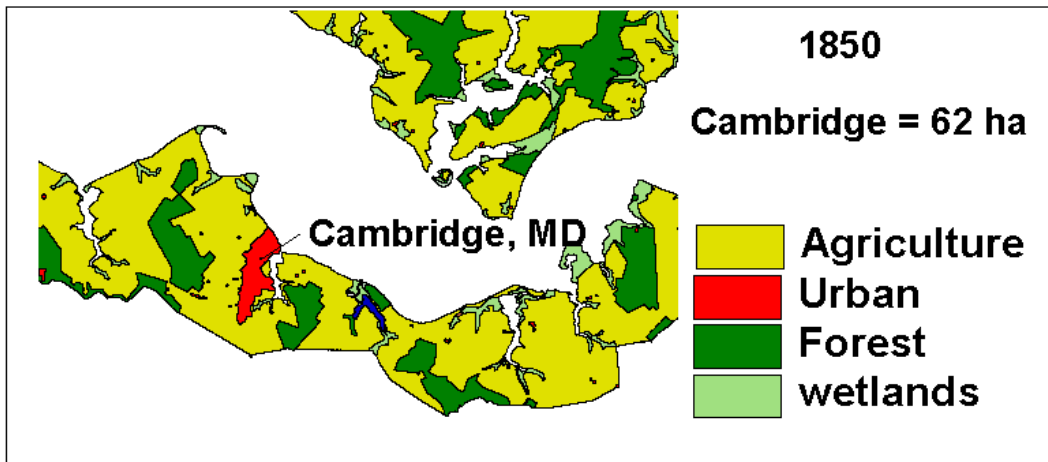 1850
Cambridge = 62 ha
Cambridge, MD
Agriculture
Urban
Forest
wetlands